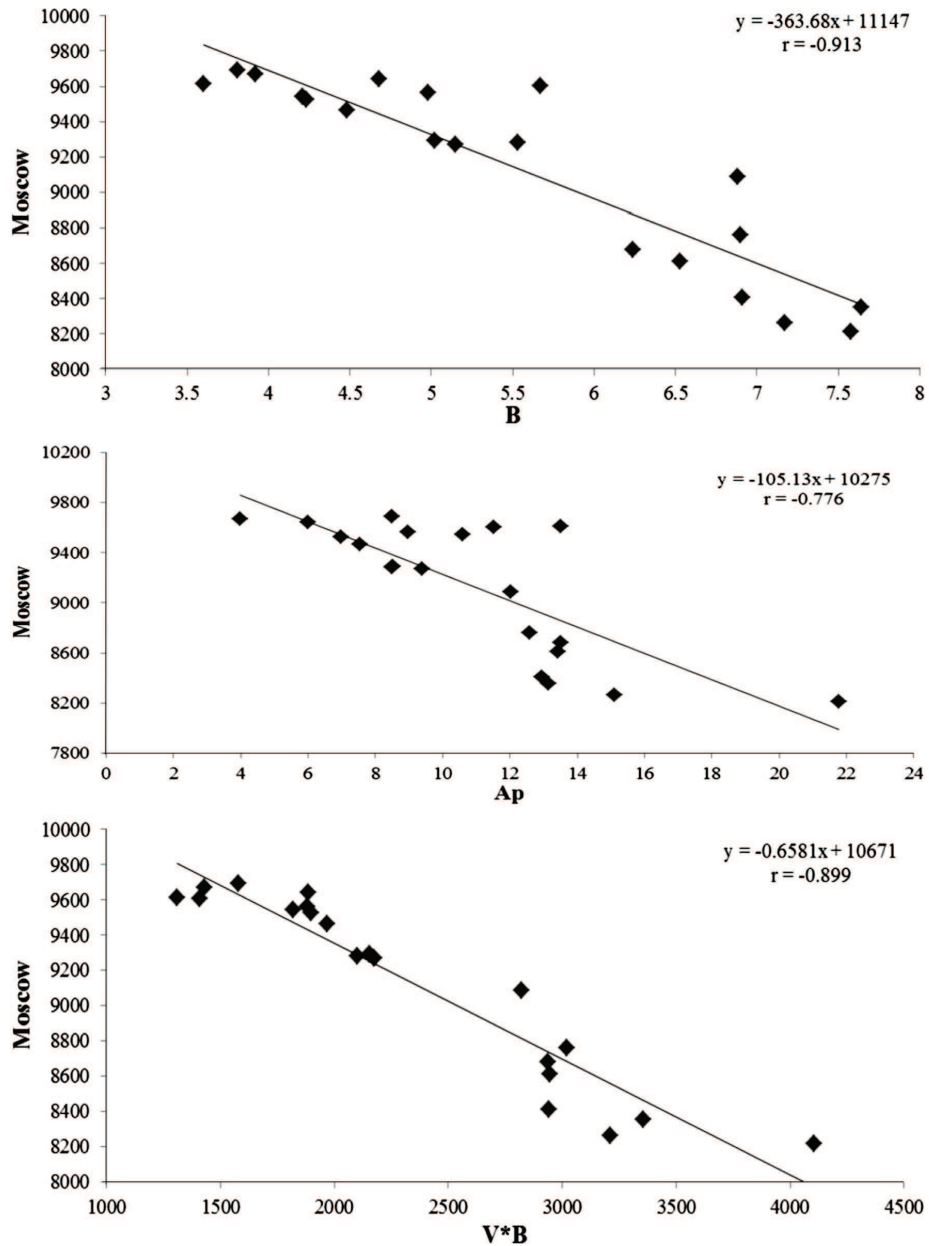 10000
9800
9600
9400
9200
9000
8800
8600
8400
8200
8000
Moscow
y = -363.68x + 11147
r = -0.913
3 3.5 4 4.5 5 5.5 6 6.5 7 7.5 8
B
10200
9800
9400
9000
8600
8200
7800
Moscow
y = -105.13x + 10275
r = -0.776
0 2 4 6 8 10 12 14 16 18 20 22 24
Ap
10000
9800
9600
9400
9200
9000
8800
8600
8400
8200
8000
Moscow
y = -0.6581x + 10671
r = -0.899
1000 1500 2000 2500 3000 3500 4000 4500
V*B